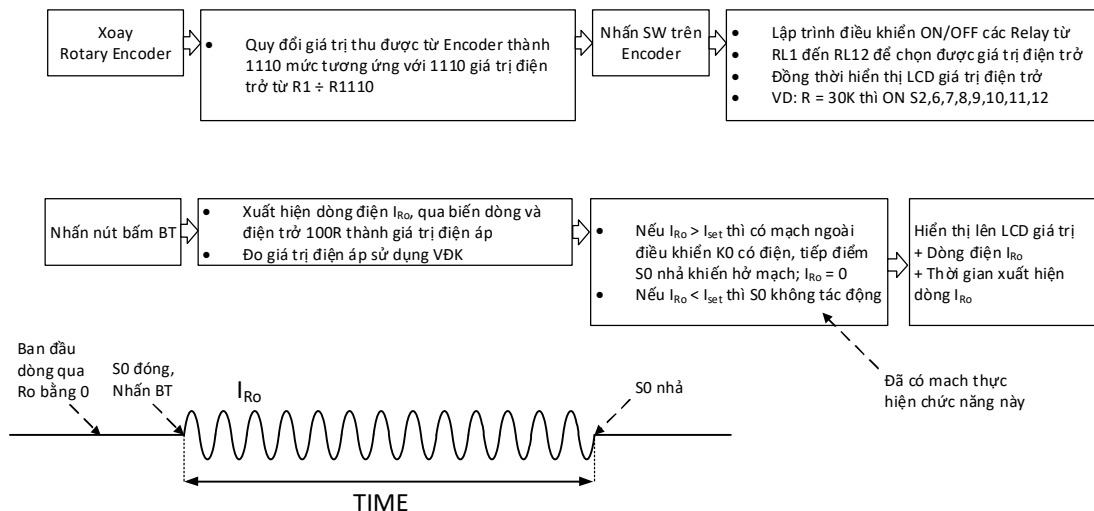 Xoay
Rotary Encoder
• Quy đổi giá trị thu được từ Encoder thành
1110 mức tương ứng với 1110 giá trị điện
trở từ R1 ÷ R1110
Nhấn SW trên
Encoder
• Lập trình điều khiển ON/OFF các Relay từ
• RL1 đến RL12 để chọn được giá trị điện trở
• Đồng thời hiển thị LCD giá trị điện trở
• VD: R = 30K thì ON S2,6,7,8,9,10,11,12
Nhấn nút bấm BT
• Xuất hiện dòng điện IRo, qua biến dòng và
điện trở 100R thành giá trị điện áp
• Đo giá trị điện áp sử dụng VĐK
• Nếu IRo > Iset thì có mạch ngoài
điều khiển K0 có điện, tiếp điểm
S0 nhả khiến hở mạch; IRo = 0
• Nếu IRo < Iset thì S0 không tác động
Hiển thị lên LCD giá trị
+ Dòng điện IRo
+ Thời gian xuất hiện
dòng IRo
Ban đầu
dòng qua
Ro bằng 0
S0 đóng,
Nhấn BT
IRo
S0 nhả
Đã có mach thực
hiện chức năng này
TIME